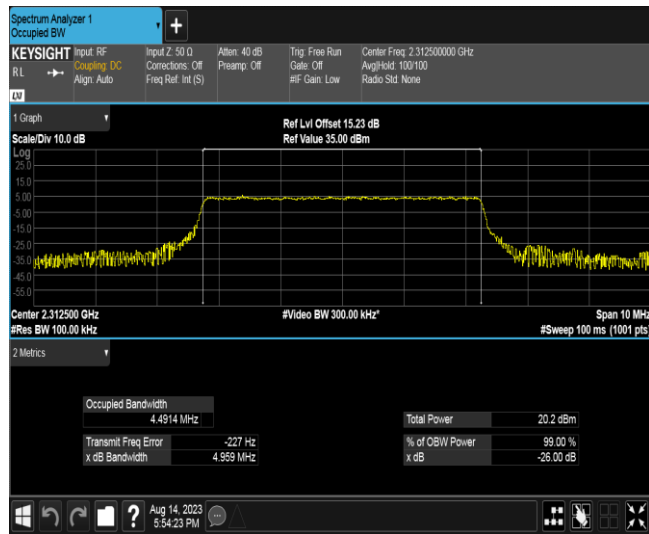 Spectrum Analyzer 1
Occupied BW
+
KEYSIGHT
RL
LXI
Input: RF
Coupling: DC
Align: Auto
Input Z: 50 Ω
Corrections: Off
Freq Ref: Int (S)
Atten: 40 dB
Preamp: Off
Trig: Free Run
Gate: Off
#IF Gain: Low
Center Freq: 2.312500000 GHz
Avg|Hold: 100/100
Radio Std: None
1 Graph
Scale/Div 10.0 dB
Ref Lvl Offset 15.23 dB
Ref Value 35.00 dBm
Log
25.0
15.0
5.00
-5.00
-15.0
-25.0
-35.0
-45.0
-55.0
Center 2.312500 GHz
#Res BW 100.00 kHz
#Video BW 300.00 kHz*
Span 10 MHz
#Sweep 100 ms (1001 pts)
2 Metrics
Occupied Bandwidth
4.4914 MHz
Transmit Freq Error -227 Hz
x dB Bandwidth 4.959 MHz
Total Power 20.2 dBm
% of OBW Power 99.00 %
x dB -26.00 dB
?
Aug 14, 2023
5:54:23 PM